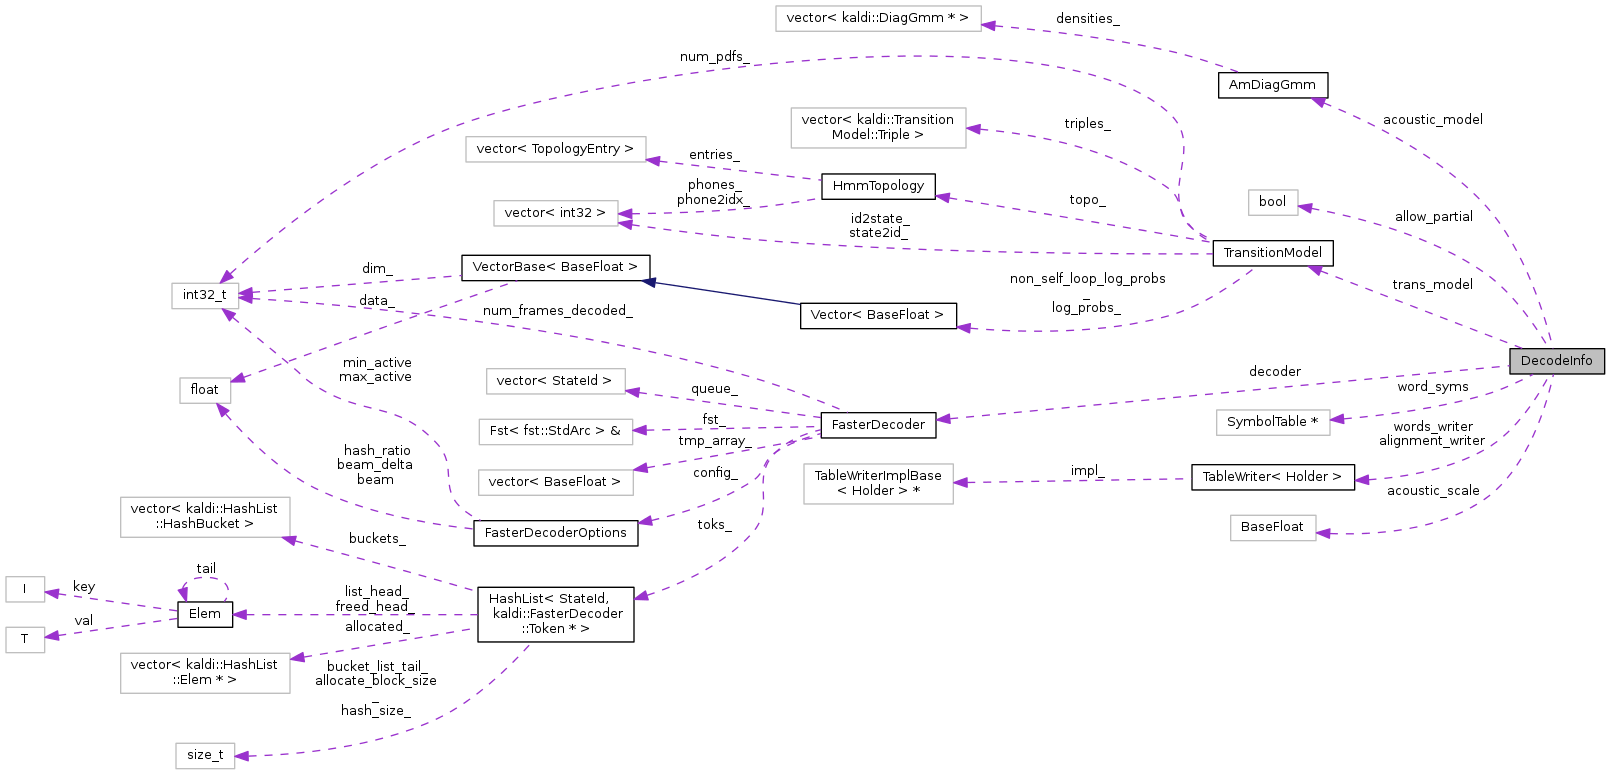 vector< kaldi::DiagGmm * >
densities_
num_pdfs_
AmDiagGmm
acoustic_model
vector< kaldi::Transition
Model::Triple >
triples_
vector< TopologyEntry >
entries_
HmmTopology
phones_
phone2idx_
vector< int32 >
topo_
bool
allow_partial
id2state_
state2id_
TransitionModel
VectorBase< BaseFloat >
dim_
int32_t
data_
num_frames_decoded_
non_self_loop_log_probs
_
log_probs_
Vector< BaseFloat >
trans_model
DecodeInfo
min_active
max_active
float
vector< StateId >
queue_
decoder
word_syms
Fst< fst::StdArc > &
fst_
FasterDecoder
SymbolTable *
tmp_array_
words_writer
alignment_writer
hash_ratio
beam_delta
beam
vector< BaseFloat >
config_
TableWriterImplBase
< Holder > *
impl_
TableWriter< Holder >
acoustic_scale
vector< kaldi::HashList
::HashBucket >
buckets_
FasterDecoderOptions
toks_
BaseFloat
tail
I
key
Elem
list_head_
freed_head_
HashList< StateId,
kaldi::FasterDecoder
::Token * >
T
val
allocated_
vector< kaldi::HashList
::Elem * >
bucket_list_tail_
allocate_block_size
_
hash_size_
size_t